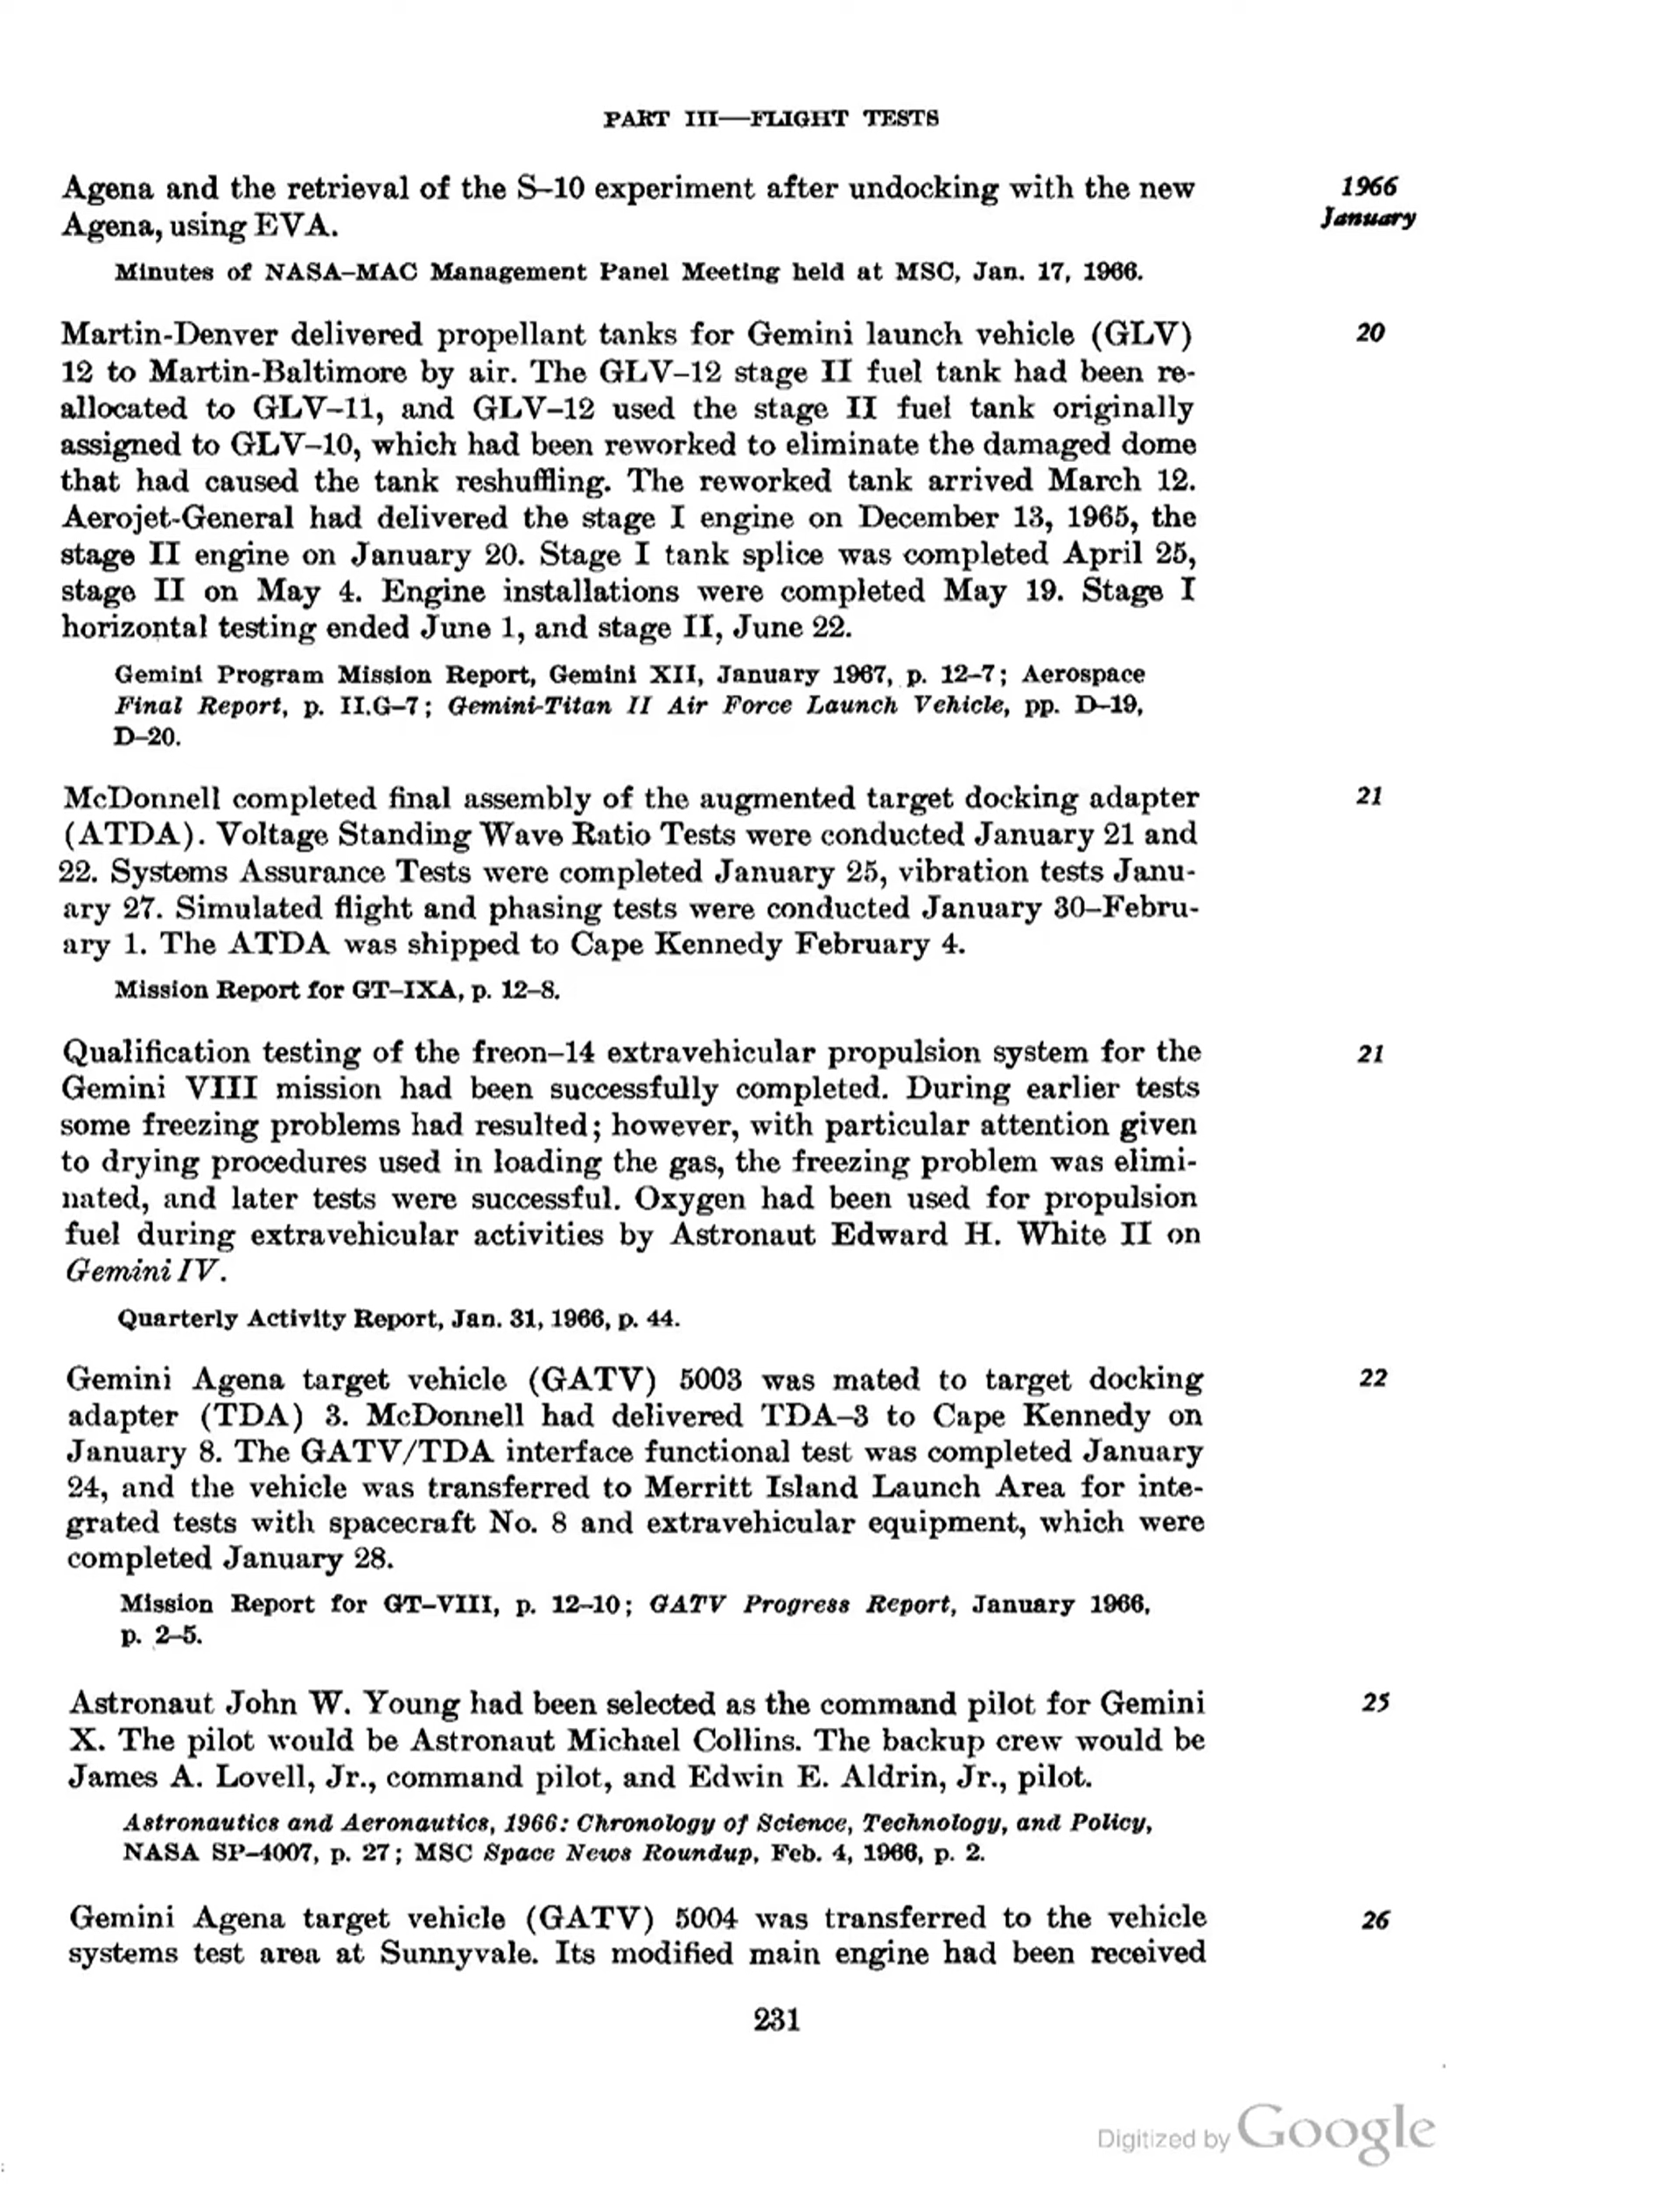 PART III—FLIGHT TESTS
Agena and the retrieval of the S–10 experiment after undocking with the new
Agena, using EVA.
1966
January
Minutes of NASA–MAC Management Panel Meeting held at MSC, Jan. 17, 1966.
Martin-Denver delivered propellant tanks for Gemini launch vehicle (GLV)
20
12 to Martin-Baltimore by air. The GLV–12 stage II fuel tank had been re-
allocated to GLV–11, and GLV–12 used the stage II fuel tank originally
assigned to GLV–10, which had been reworked to eliminate the damaged dome
that had caused the tank reshuffling. The reworked tank arrived March 12.
Aerojet-General had delivered the stage I engine on December 13, 1965, the
stage II engine on January 20. Stage I tank splice was completed April 25,
stage II on May 4. Engine installations were completed May 19. Stage I
horizontal testing ended June 1, and stage II, June 22.
Gemini Program Mission Report, Gemini XII, January 1967, p. 12–7; Aerospace
Final Report, p. II.G–7; Gemini-Titan II Air Force Launch Vehicle, pp. D–19,
D–20.
McDonnell completed final assembly of the augmented target docking adapter
21
(ATDA). Voltage Standing Wave Ratio Tests were conducted January 21 and
22. Systems Assurance Tests were completed January 25, vibration tests Janu-
ary 27. Simulated flight and phasing tests were conducted January 30–Febru-
ary 1. The ATDA was shipped to Cape Kennedy February 4.
Mission Report for GT–IXA, p. 12–8.
Qualification testing of the freon–14 extravehicular propulsion system for the
21
Gemini VIII mission had been successfully completed. During earlier tests
some freezing problems had resulted; however, with particular attention given
to drying procedures used in loading the gas, the freezing problem was elimi-
nated, and later tests were successful. Oxygen had been used for propulsion
fuel during extravehicular activities by Astronaut Edward H. White II on
Gemini IV.
Quarterly Activity Report, Jan. 31, 1966, p. 44.
Gemini Agena target vehicle (GATV) 5003 was mated to target docking
22
adapter (TDA) 3. McDonnell had delivered TDA–3 to Cape Kennedy on
January 8. The GATV/TDA interface functional test was completed January
24, and the vehicle was transferred to Merritt Island Launch Area for inte-
grated tests with spacecraft No. 8 and extravehicular equipment, which were
completed January 28.
Mission Report for GT–VIII, p. 12–10; GATV Progress Report, January 1966,
p. 2–5.
Astronaut John W. Young had been selected as the command pilot for Gemini
25
X. The pilot would be Astronaut Michael Collins. The backup crew would be
James A. Lovell, Jr., command pilot, and Edwin E. Aldrin, Jr., pilot.
Astronautics and Aeronautics, 1966: Chronology of Science, Technology, and Policy,
NASA SP–4007, p. 27; MSC Space News Roundup, Feb. 4, 1966, p. 2.
Gemini Agena target vehicle (GATV) 5004 was transferred to the vehicle
26
systems test area at Sunnyvale. Its modified main engine had been received
231
Digitized by Google